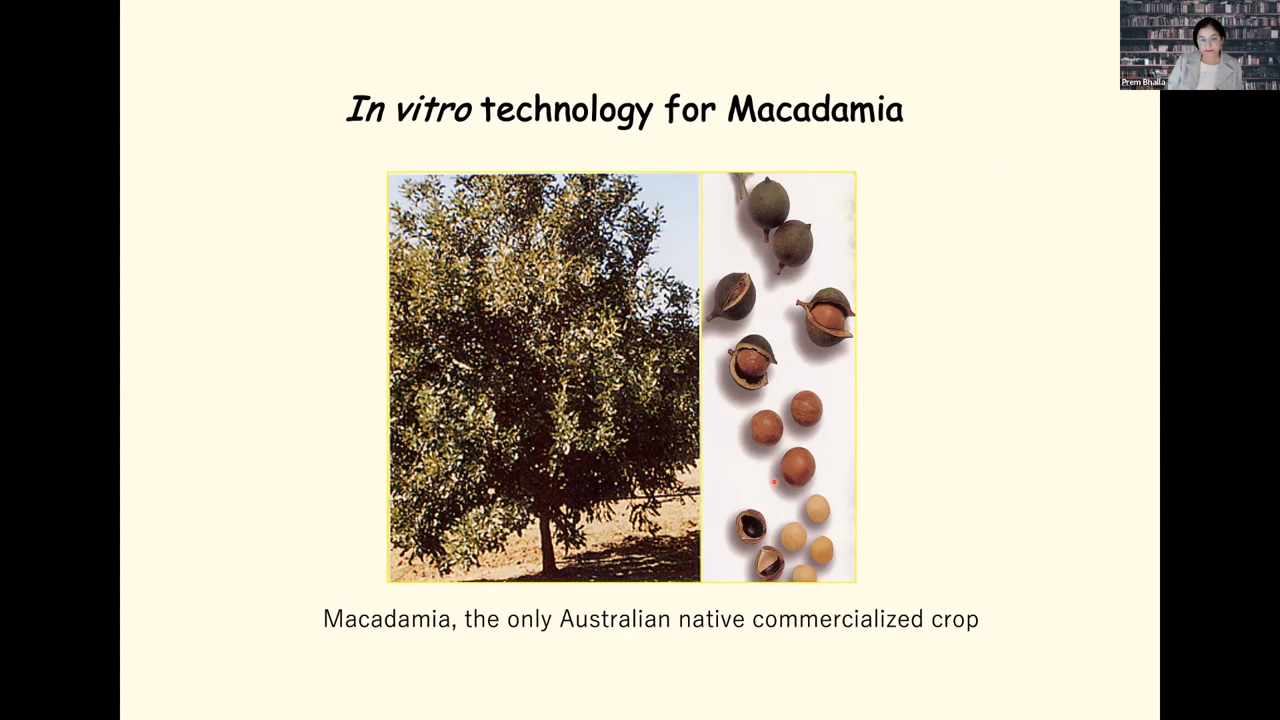 Prem Bhalla
In vitro technology for Macadamia
Macadamia, the only Australian native commercialized crop